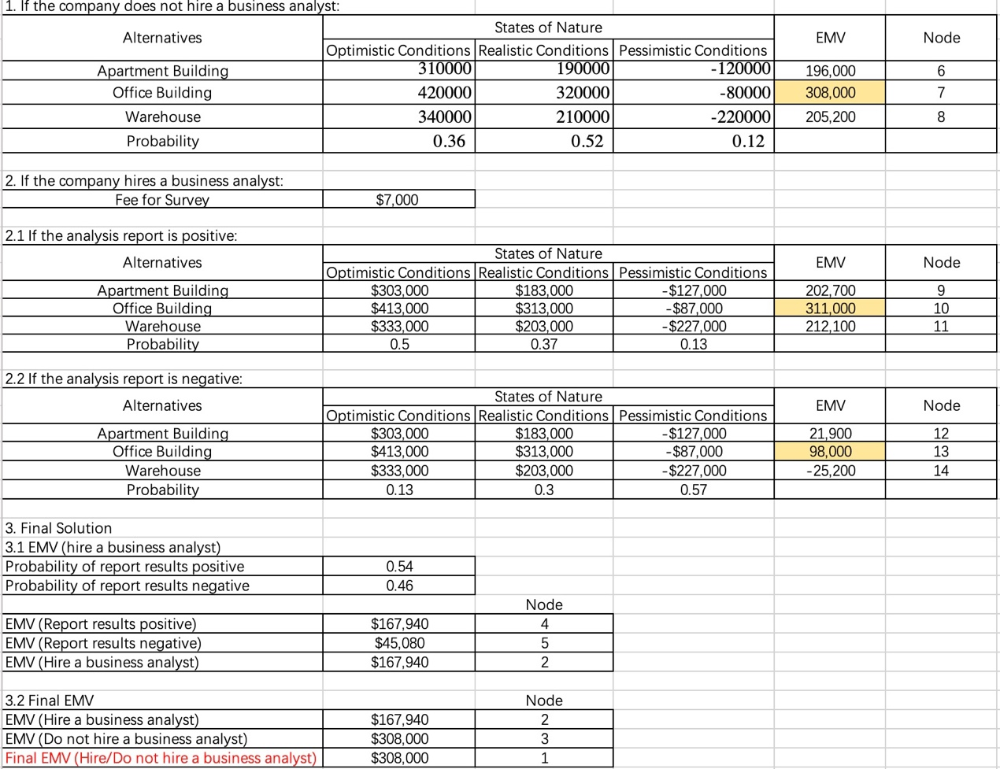 1. If the company does not hire a business analyst:
Alternatives States of Nature EMV Node
Optimistic Conditions Realistic Conditions Pessimistic Conditions
Apartment Building 310000 190000 -120000 196,000 6
Office Building 420000 320000 -80000 308,000 7
Warehouse 340000 210000 -220000 205,200 8
Probability 0.36 0.52 0.12
2. If the company hires a business analyst:
Fee for Survey $7,000
2.1 If the analysis report is positive:
Alternatives States of Nature EMV Node
Optimistic Conditions Realistic Conditions Pessimistic Conditions
Apartment Building $303,000 $183,000 -$127,000 202,700 9
Office Building $413,000 $313,000 -$87,000 311,000 10
Warehouse $333,000 $203,000 -$227,000 212,100 11
Probability 0.5 0.37 0.13
2.2 If the analysis report is negative:
Alternatives States of Nature EMV Node
Optimistic Conditions Realistic Conditions Pessimistic Conditions
Apartment Building $303,000 $183,000 -$127,000 21,900 12
Office Building $413,000 $313,000 -$87,000 98,000 13
Warehouse $333,000 $203,000 -$227,000 -25,200 14
Probability 0.13 0.3 0.57
3. Final Solution
3.1 EMV (hire a business analyst)
Probability of report results positive 0.54
Probability of report results negative 0.46
Node
EMV (Report results positive) $167,940 4
EMV (Report results negative) $45,080 5
EMV (Hire a business analyst) $167,940 2
3.2 Final EMV Node
EMV (Hire a business analyst) $167,940 2
EMV (Do not hire a business analyst) $308,000 3
Final EMV (Hire/Do not hire a business analyst) $308,000 1